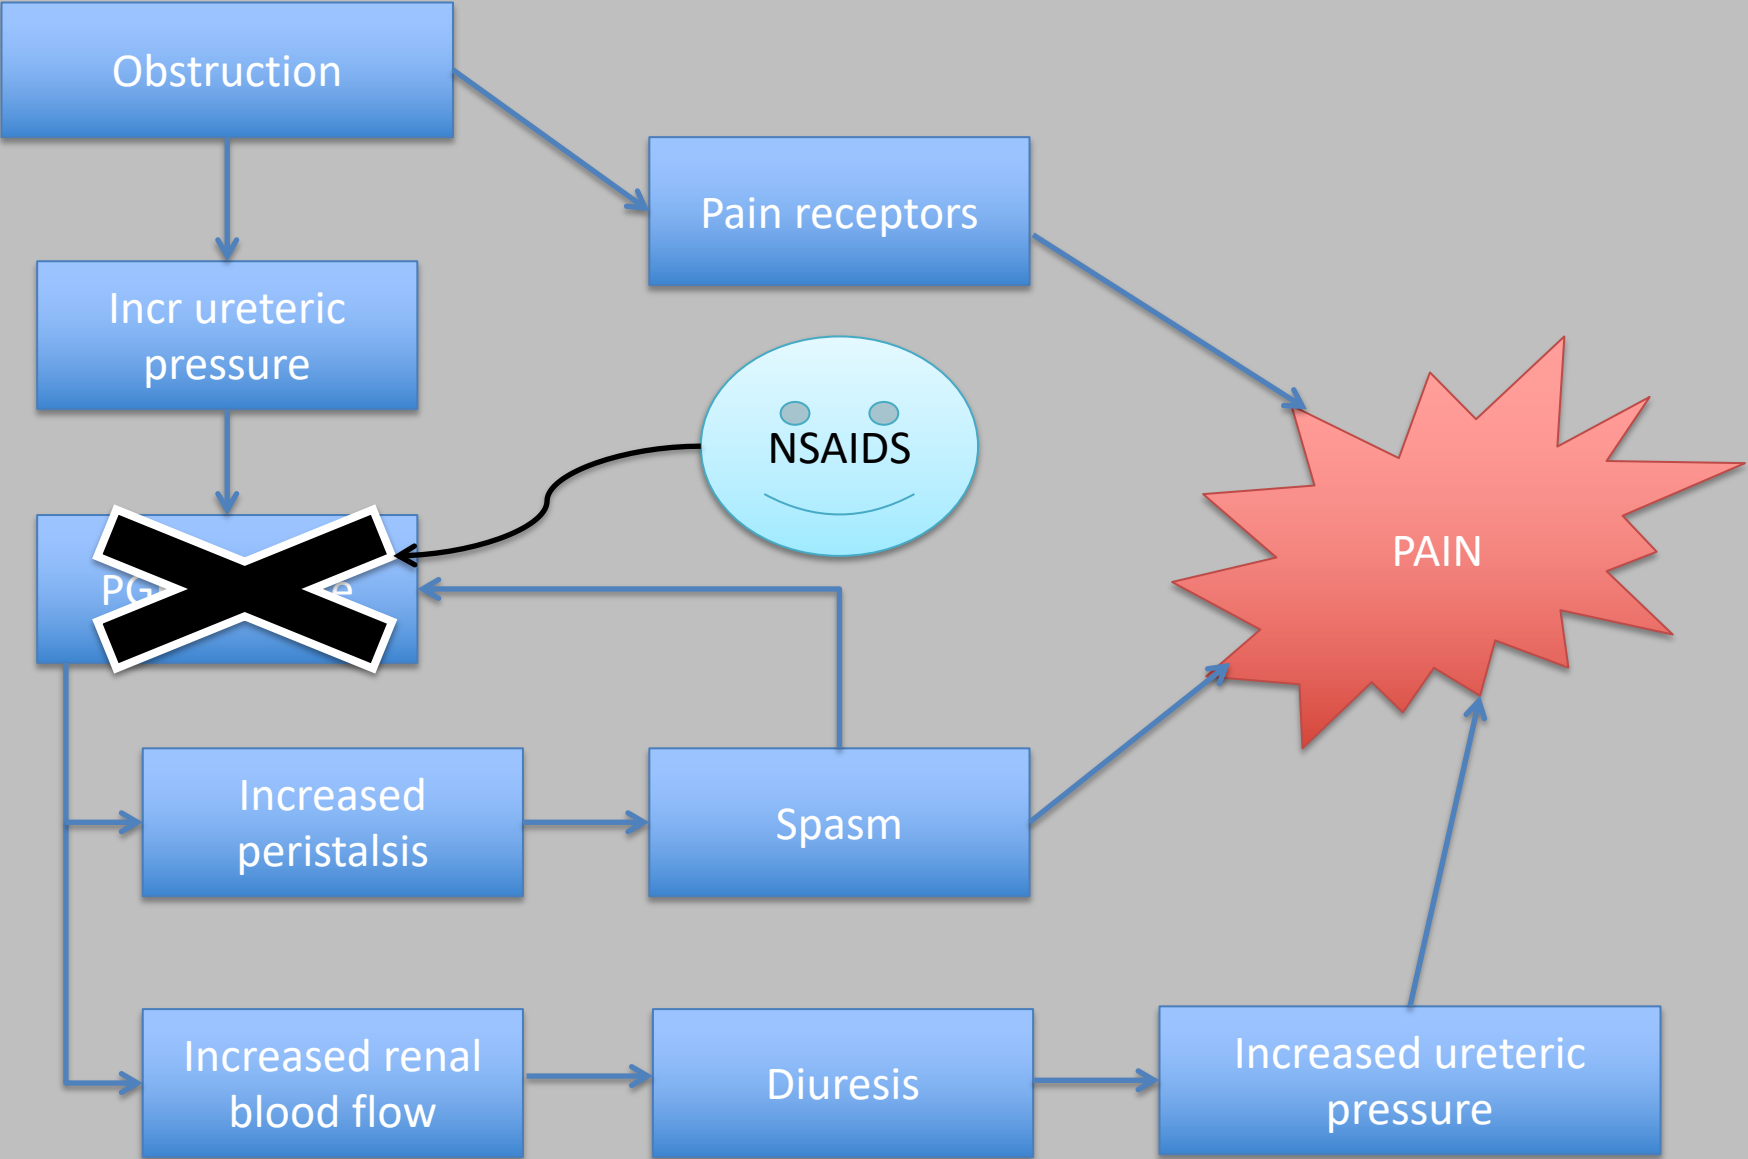 Obstruction
Pain receptors
Incr ureteric
pressure
NSAIDS
PAIN
Increased
peristalsis
Spasm
Increased renal
blood flow
Diuresis
Increased ureteric
pressure